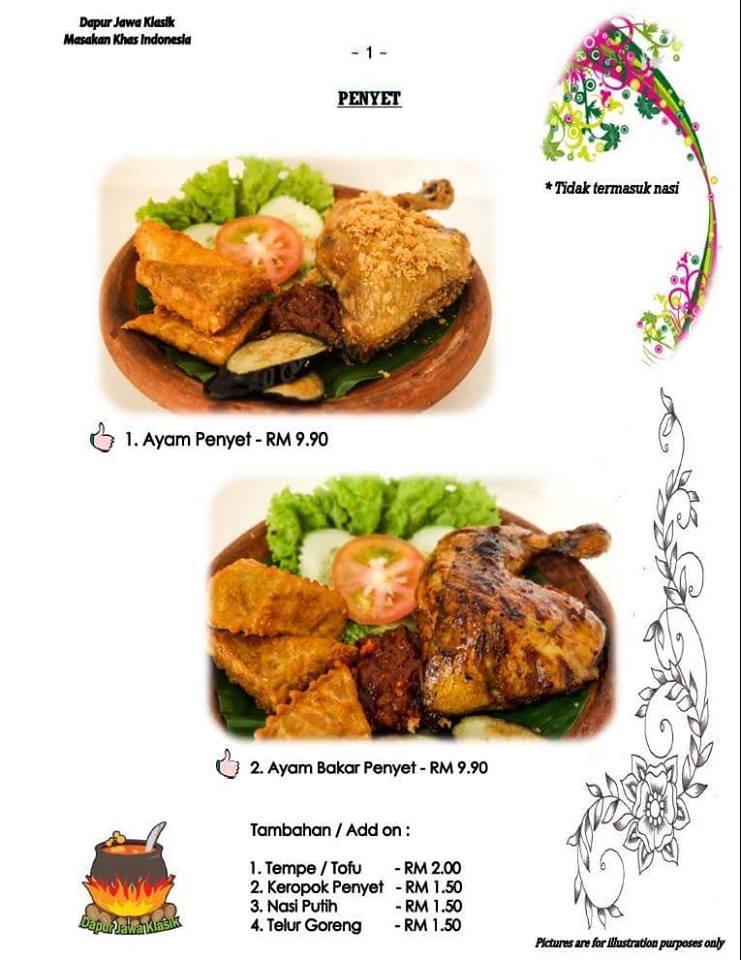 Dapur Jawa Klasik
Masakan Khas Indonesia
~ 1 ~
PENYET
* Tidak termasuk nasi
1. Ayam Penyet - RM 9.90
2. Ayam Bakar Penyet - RM 9.90
Tambahan / Add on :
1. Tempe / Tofu - RM 2.00
2. Keropok Penyet - RM 1.50
3. Nasi Putih - RM 1.50
4. Telur Goreng - RM 1.50
Dapur Jawa Klasik
Pictures are for illustration purposes only